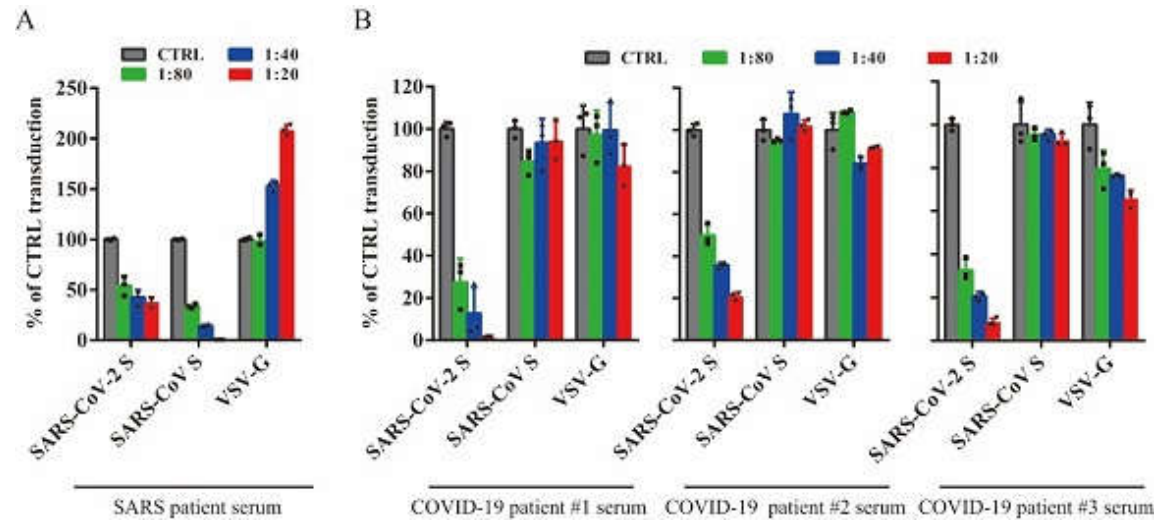 A
B
CTRL 1:40
1:80 1:20
CTRL 1:80 1:40 1:20
% of CTRL transduction
250
200
150
100
50
0
SARS-CoV-2 S
SARS-CoV S
VSV-G
SARS patient serum
% of CTRL transduction
120
100
80
60
40
20
0
SARS-CoV-2 S
SARS-CoV S
VSV-G
COVID-19 patient #1 serum
SARS-CoV-2 S
SARS-CoV S
VSV-G
COVID-19 patient #2 serum
SARS-CoV-2 S
SARS-CoV S
VSV-G
COVID-19 patient #3 serum